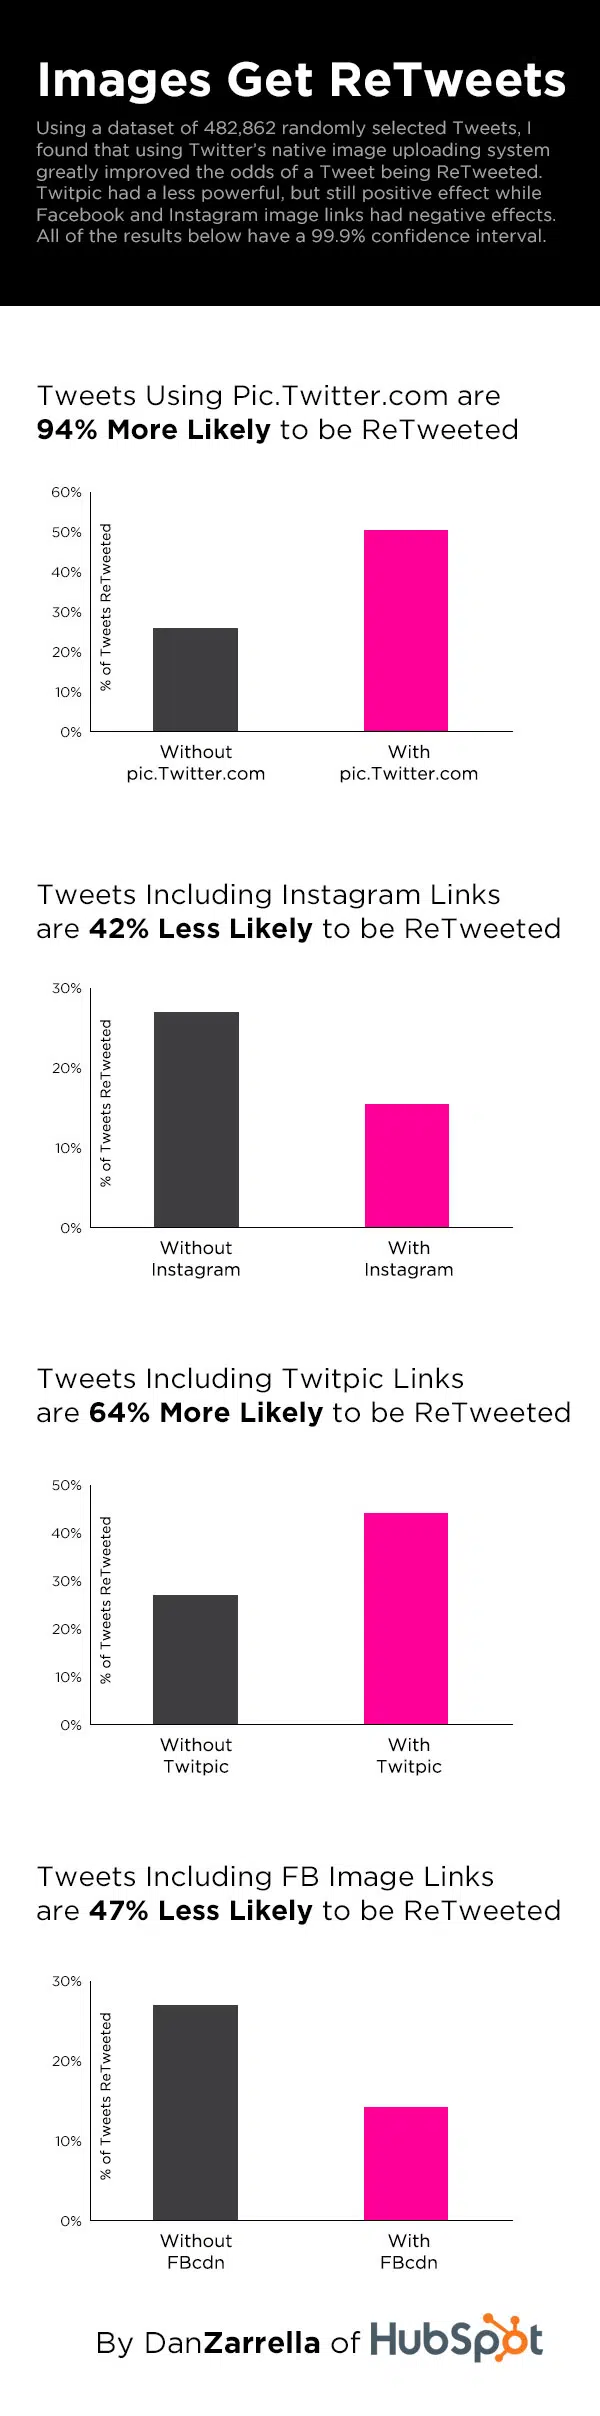 Images Get ReTweets
Using a dataset of 482,862 randomly selected Tweets, I
found that using Twitter's native image uploading system
greatly improved the odds of a Tweet being ReTweeted.
Twitpic had a less powerful, but still positive effect while
Facebook and Instagram image links had negative effects.
All of the results below have a 99.9% confidence interval.
Tweets Using Pic.Twitter.com are
94% More Likely to be ReTweeted
60%
50%
40%
30%
20%
10%
0%
% of Tweets ReTweeted
Without
pic.Twitter.com
With
pic.Twitter.com
Tweets Including Instagram Links
are 42% Less Likely to be ReTweeted
30%
20%
10%
0%
% of Tweets ReTweeted
Without
Instagram
With
Instagram
Tweets Including Twitpic Links
are 64% More Likely to be ReTweeted
50%
40%
30%
20%
10%
0%
% of Tweets ReTweeted
Without
Twitpic
With
Twitpic
Tweets Including FB Image Links
are 47% Less Likely to be ReTweeted
30%
20%
10%
0%
% of Tweets ReTweeted
Without
FBcdn
With
FBcdn
By DanZarrella of HubSpot